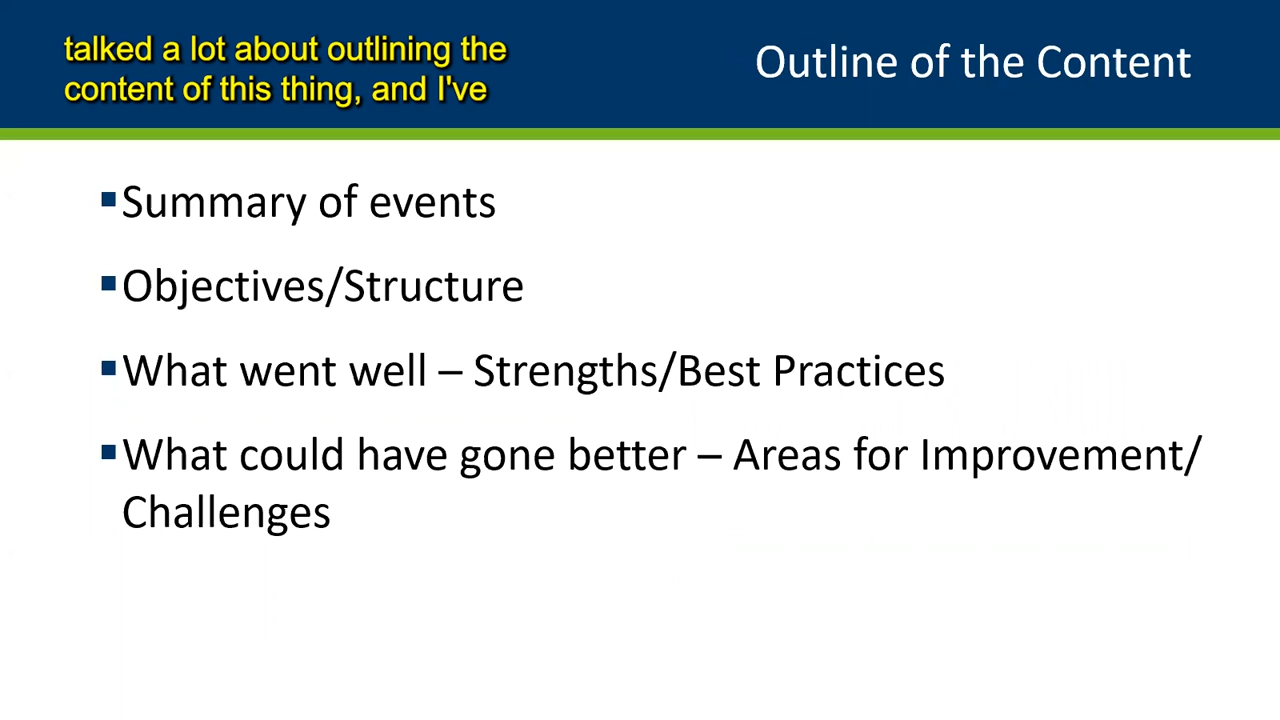 talked a lot about outlining the
content of this thing, and I've
Outline of the Content
▪Summary of events
▪Objectives/Structure
▪What went well – Strengths/Best Practices
▪What could have gone better – Areas for Improvement/
Challenges